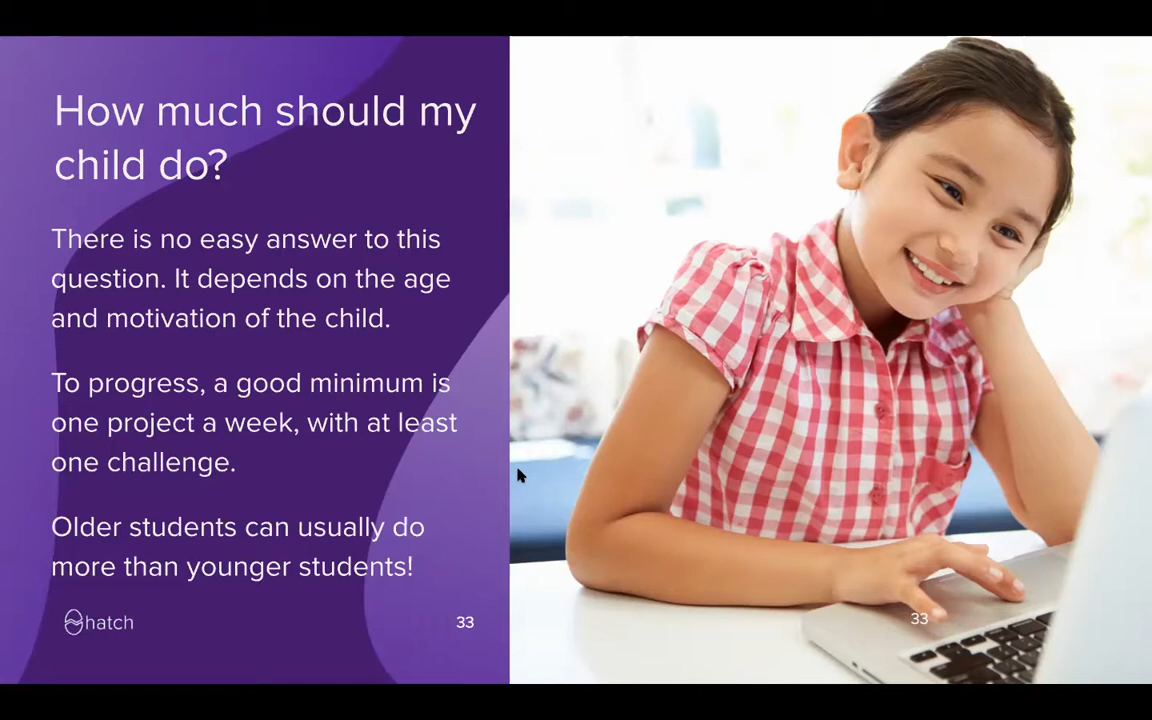 How much should my
child do?
There is no easy answer to this
question. It depends on the age
and motivation of the child.
To progress, a good minimum is
one project a week, with at least
one challenge.
Older students can usually do
more than younger students!
hatch
33
33